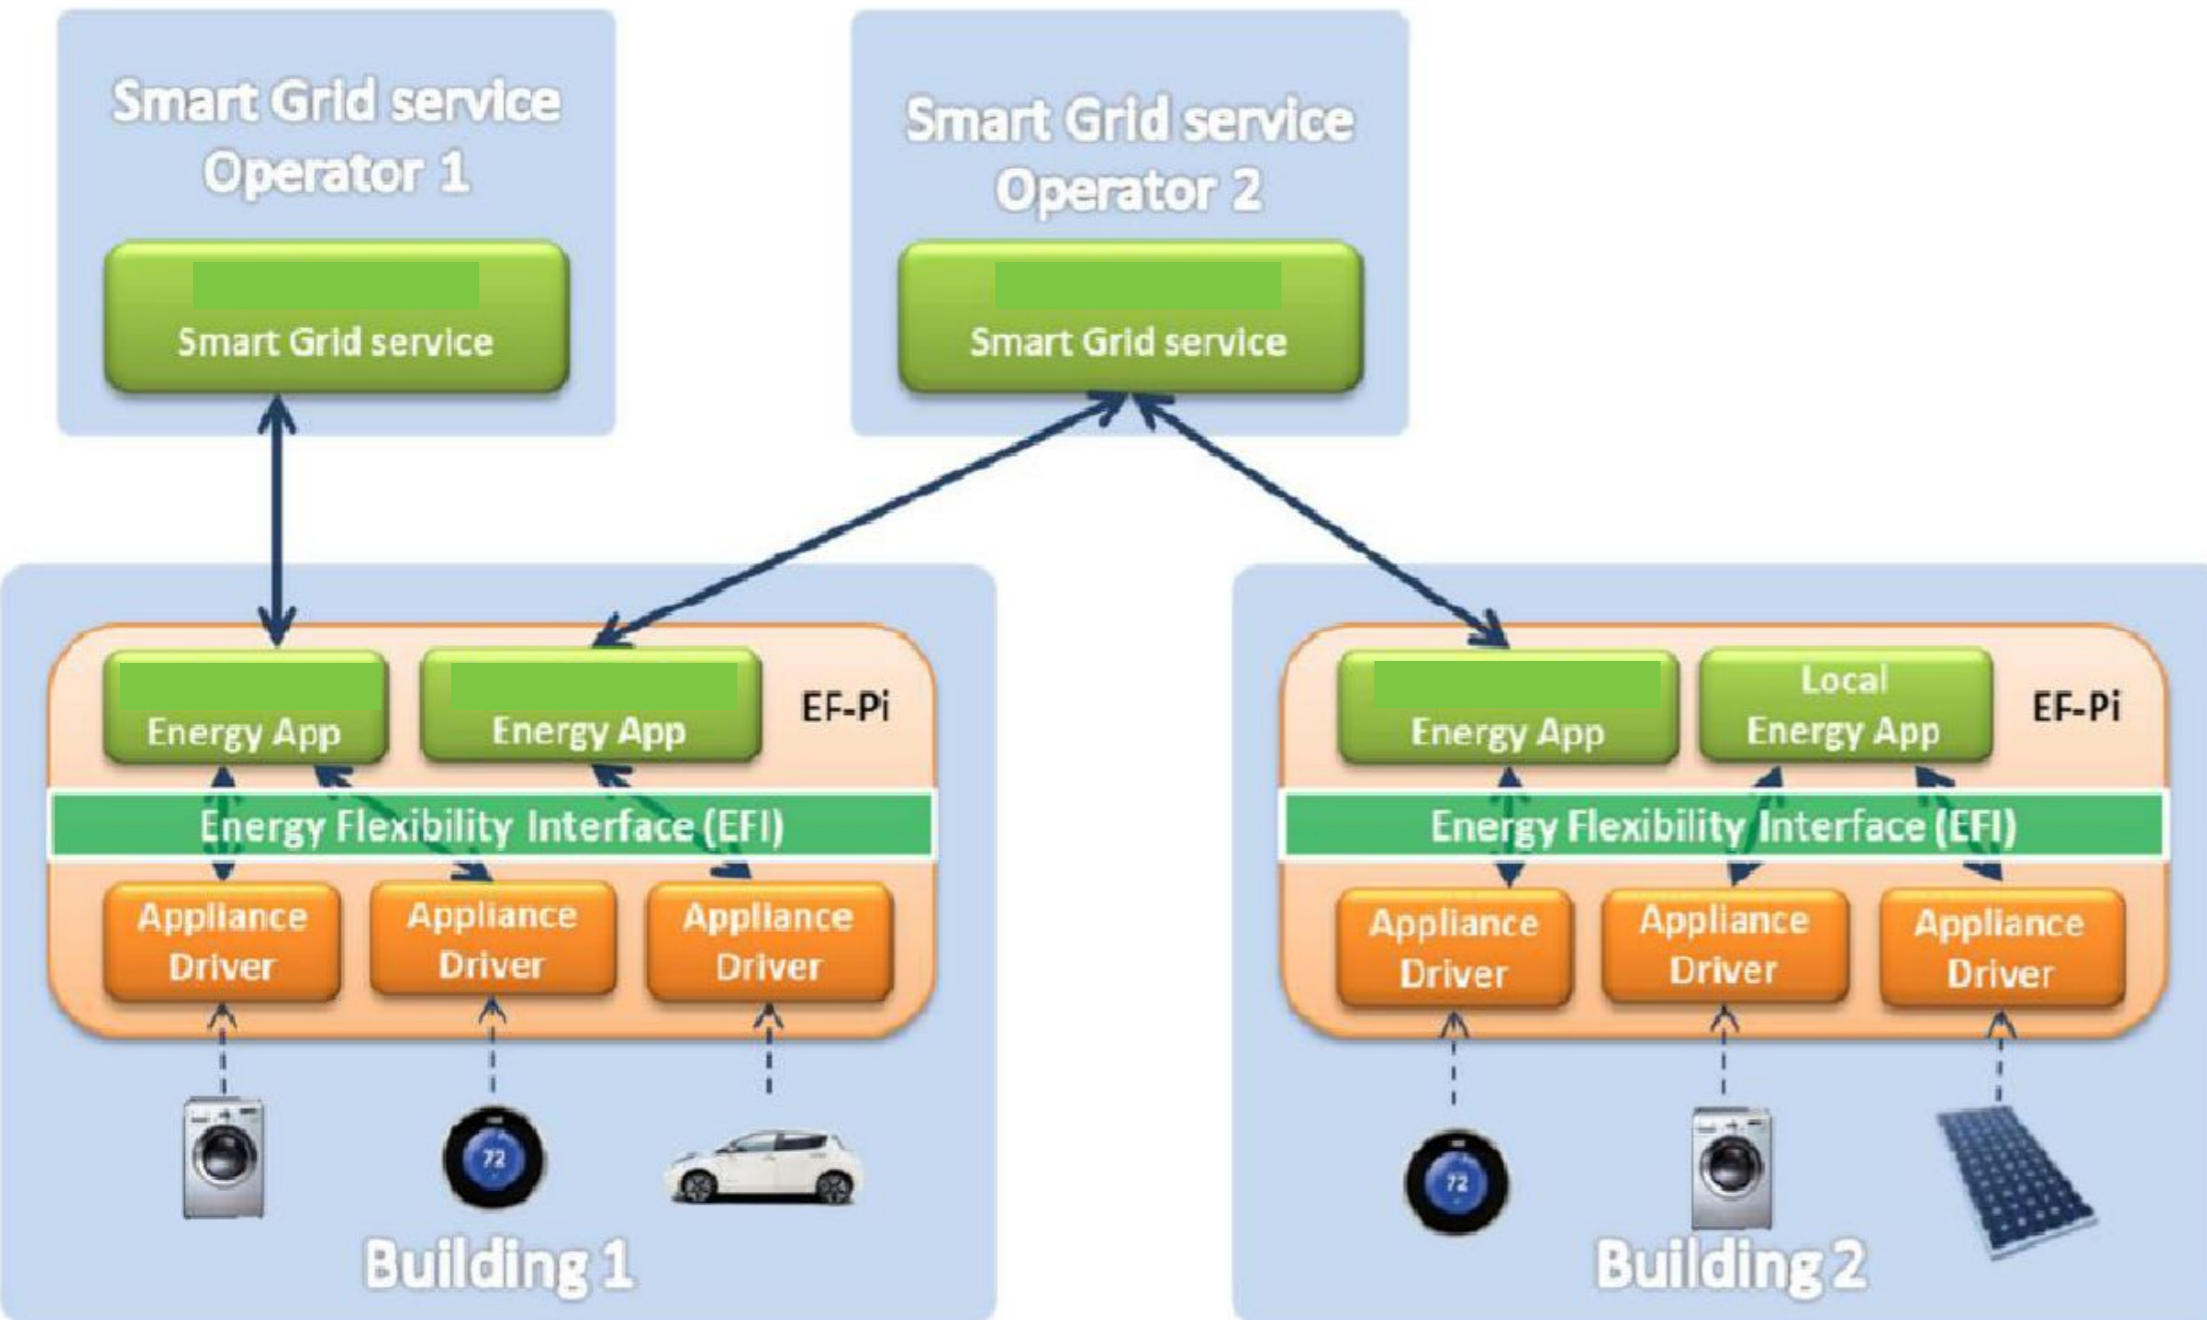 Smart Grid service
Operator 1
Smart Grid service
Smart Grid service
Operator 2
Smart Grid service
Energy App
Energy App
EF-Pi
Energy Flexibility Interface (EFI)
Appliance
Driver
Appliance
Driver
Appliance
Driver
72
Building 1
Energy App
Local
Energy App
EF-Pi
Energy Flexibility Interface (EFI)
Appliance
Driver
Appliance
Driver
Appliance
Driver
72
Building 2